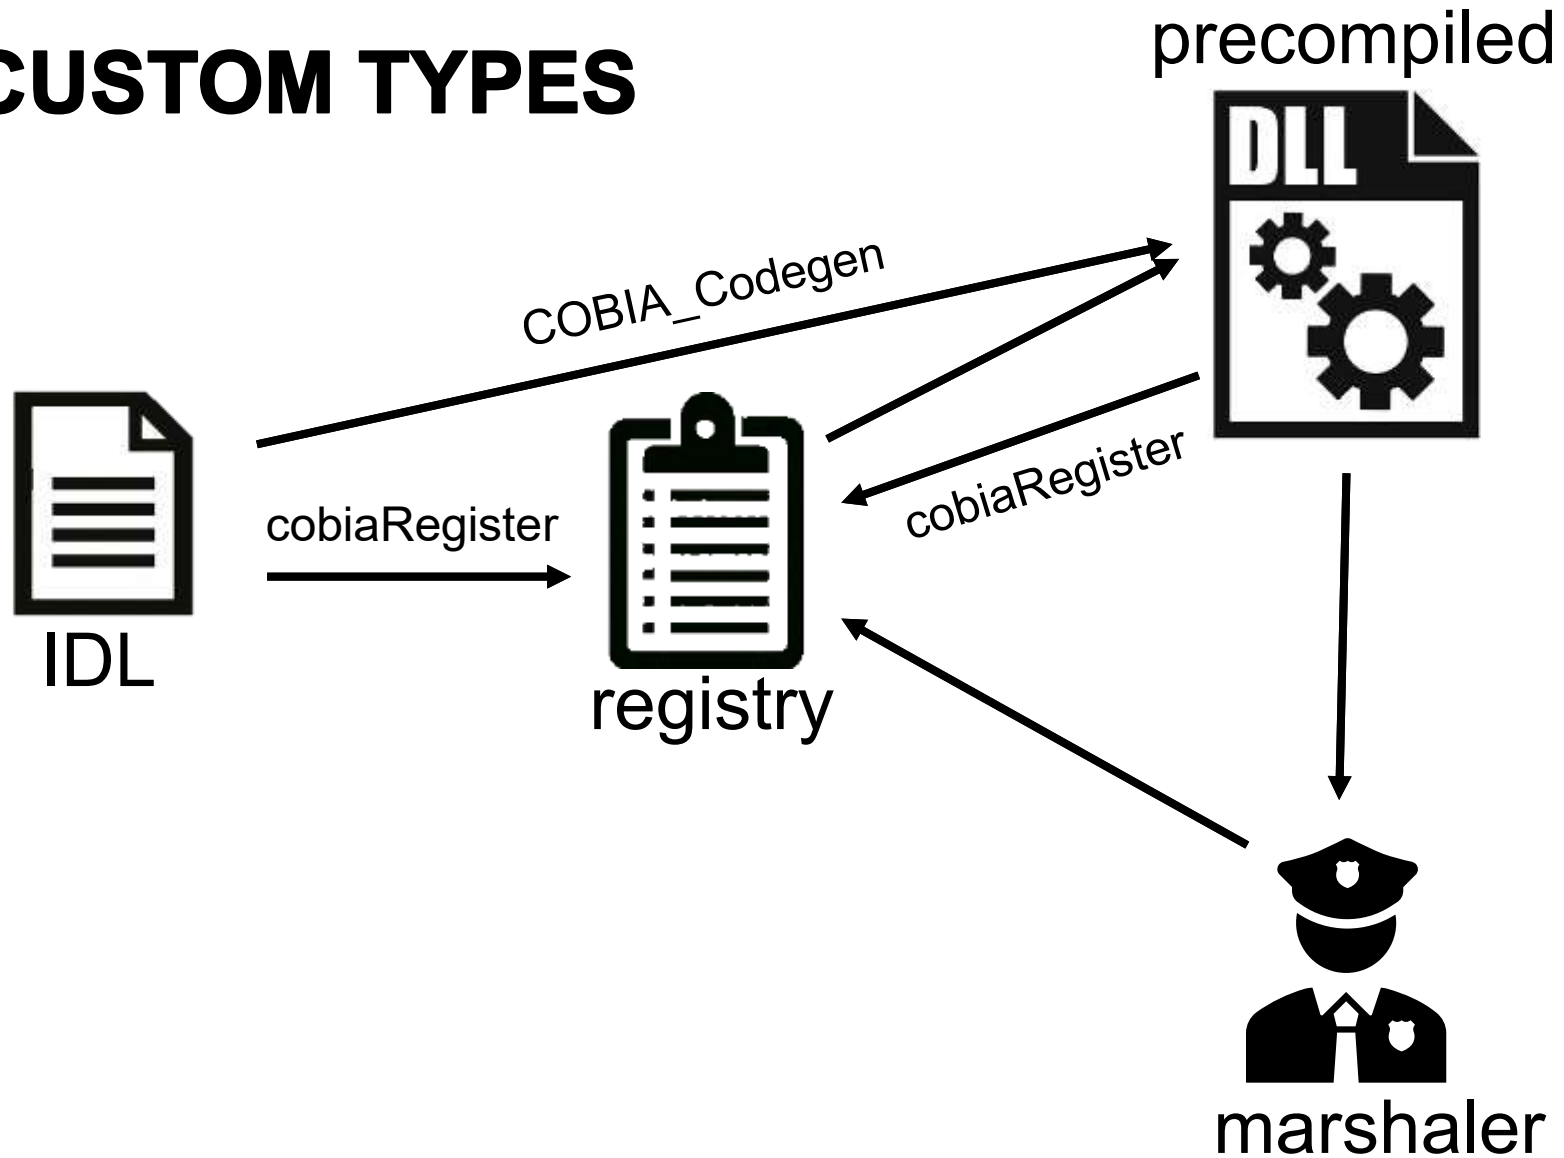 precompiled
CUSTOM TYPES
DLL
COBIA_Codegen
cobiaRegister
cobiaRegister
IDL
registry
marshaler